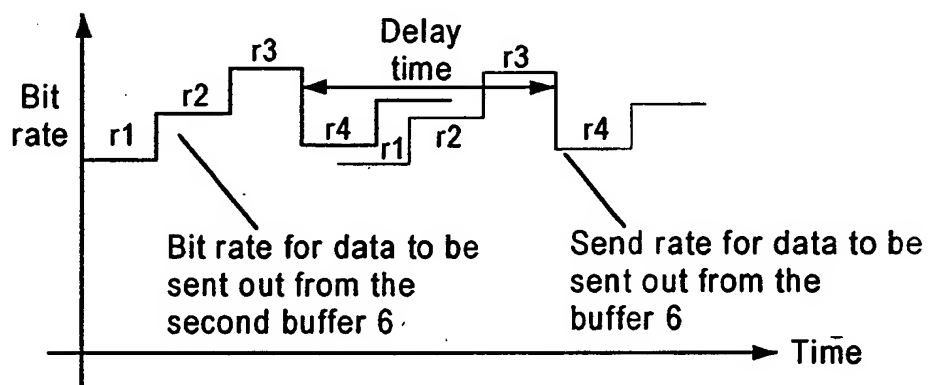 Delay
time
r3
r3
Bit
rate
r2
r1
r4
r1
r2
r4
Bit rate for data to be
sent out from the
second buffer 6
Send rate for data to be
sent out from the
buffer 6
Time